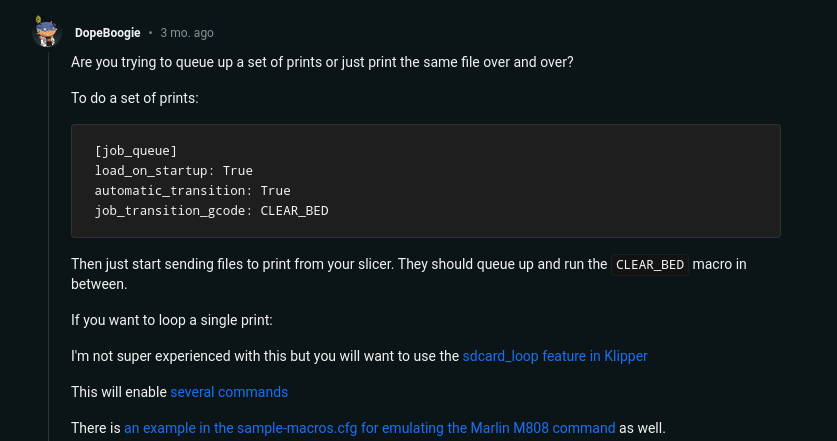 DopeBoogie • 3 mo. ago
Are you trying to queue up a set of prints or just print the same file over and over?
To do a set of prints:
[job_queue]
load_on_startup: True
automatic_transition: True
job_transition_gcode: CLEAR_BED
Then just start sending files to print from your slicer. They should queue up and run the CLEAR_BED macro in
between.
If you want to loop a single print:
I'm not super experienced with this but you will want to use the sdcard_loop feature in Klipper
This will enable several commands
There is an example in the sample-macros.cfg for emulating the Marlin M808 command as well.